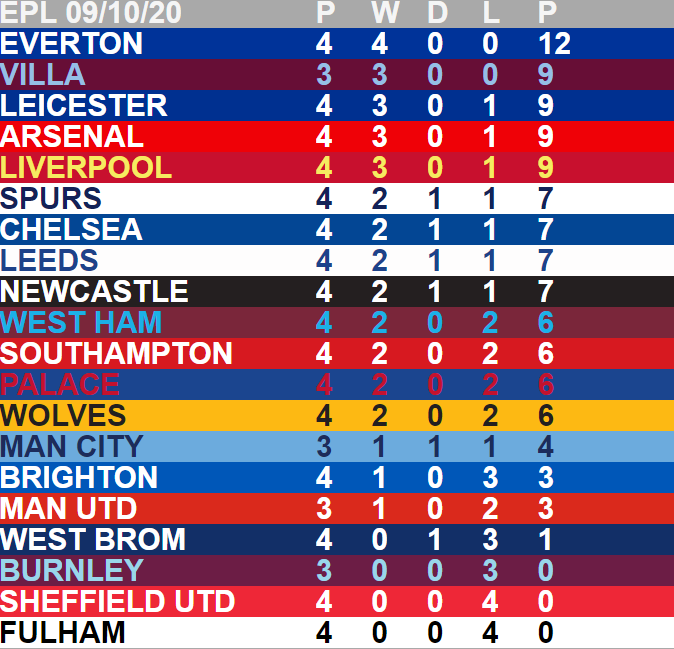 EPL 09/10/20 P W D L P
EVERTON 4 4 0 0 12
VILLA 3 3 0 0 9
LEICESTER 4 3 0 1 9
ARSENAL 4 3 0 1 9
LIVERPOOL 4 3 0 1 9
SPURS 4 2 1 1 7
CHELSEA 4 2 1 1 7
LEEDS 4 2 1 1 7
NEWCASTLE 4 2 1 1 7
WEST HAM 4 2 0 2 6
SOUTHAMPTON 4 2 0 2 6
PALACE 4 2 0 2 6
WOLVES 4 2 0 2 6
MAN CITY 3 1 1 1 4
BRIGHTON 4 1 0 3 3
MAN UTD 3 1 0 2 3
WEST BROM 4 0 1 3 1
BURNLEY 3 0 0 3 0
SHEFFIELD UTD 4 0 0 4 0
FULHAM 4 0 0 4 0